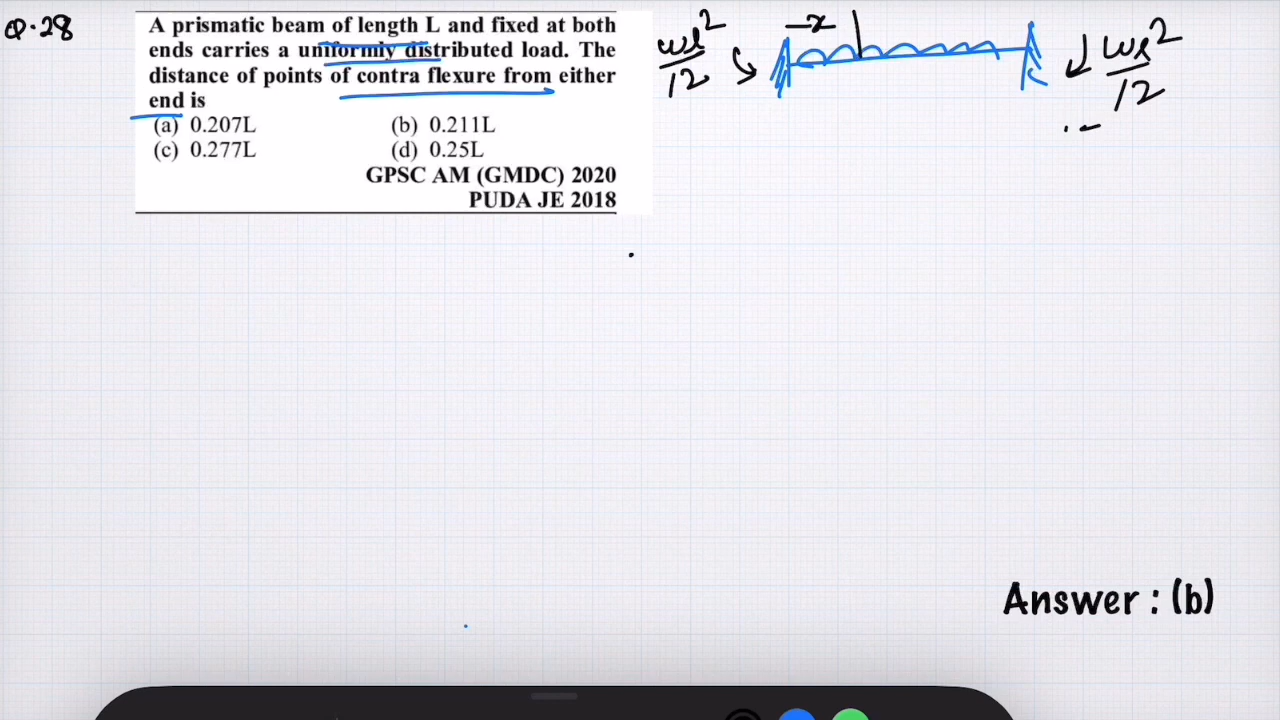 Q.28
A prismatic beam of length L and fixed at both
ends carries a uniformly distributed load. The
distance of points of contra flexure from either
end is
(a) 0.207L (b) 0.211L
(c) 0.277L (d) 0.25L
GPSC AM (GMDC) 2020
PUDA JE 2018
wl²/12
x
wl²/12
Answer : (b)